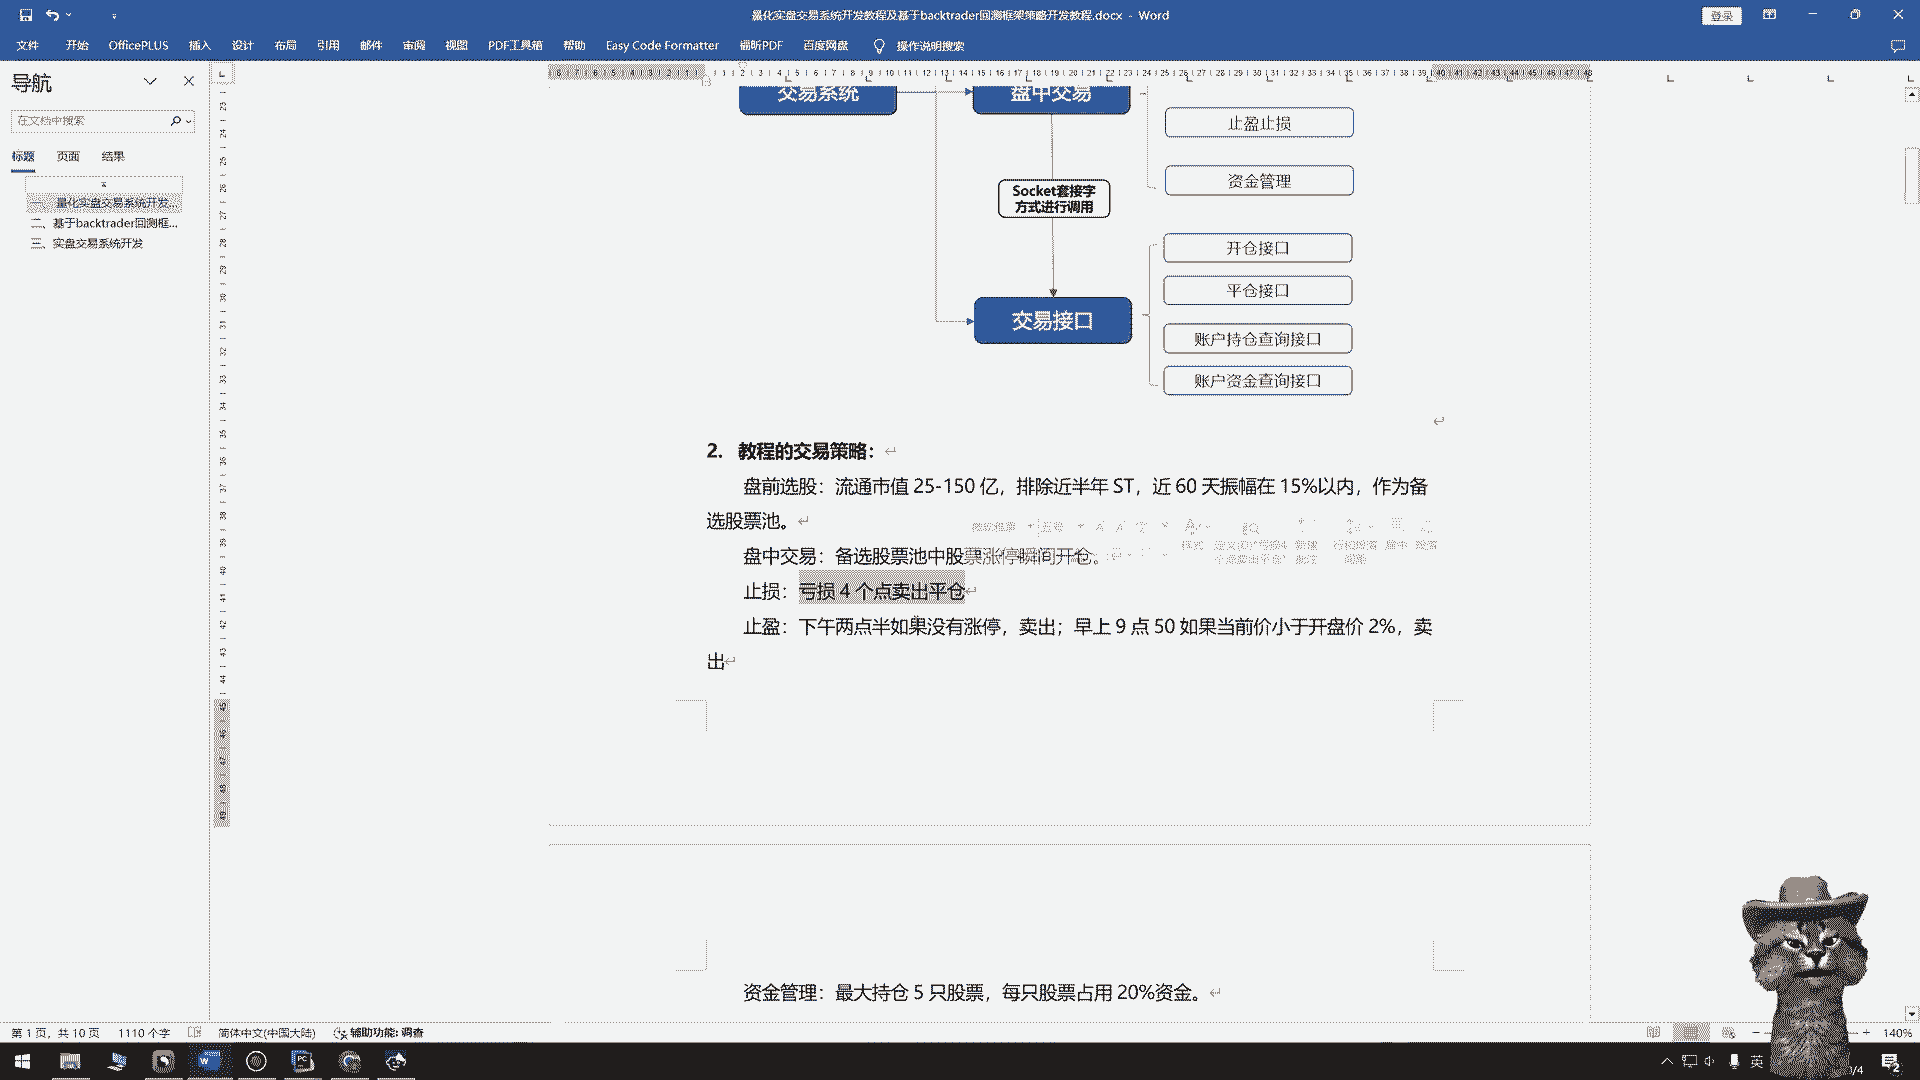 量化实盘交易系统开发教程及基于backtrader回测框架策略开发教程.docx - Word
登录
文件 开始 OfficePLUS 插入 设计 布局 引用 邮件 审阅 视图 PDF工具箱 帮助 Easy Code Formatter 福昕PDF 百度网盘 操作说明搜索
导航
在文档中搜索
标题 页面 结果
一、量化实盘交易系统开发...
二、基于backtrader回测框...
三、实盘交易系统开发
交易系统
盘中交易
止盈止损
资金管理
Socket套接字
方式进行调用
开仓接口
平仓接口
交易接口
账户持仓查询接口
账户资金查询接口
2. 教程的交易策略：
盘前选股：流通市值 25-150 亿，排除近半年 ST，近 60 天振幅在 15%以内，作为备
选股票池。
盘中交易：备选股票池中股票涨停瞬间开仓。
止损：亏损 4 个点卖出平仓
止盈：下午两点半如果没有涨停，卖出；早上 9 点 50 如果当前价小于开盘价 2%，卖
出
资金管理：最大持仓 5 只股票，每只股票占用 20%资金。
第 1 页，共 10 页 1110 个字 简体中文(中国大陆) 辅助功能: 调查
140%
英